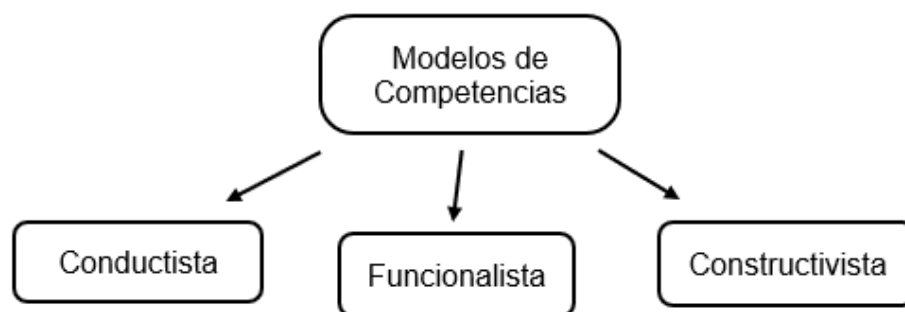 Modelos de
Competencias
Conductista
Funcionalista
Constructivista